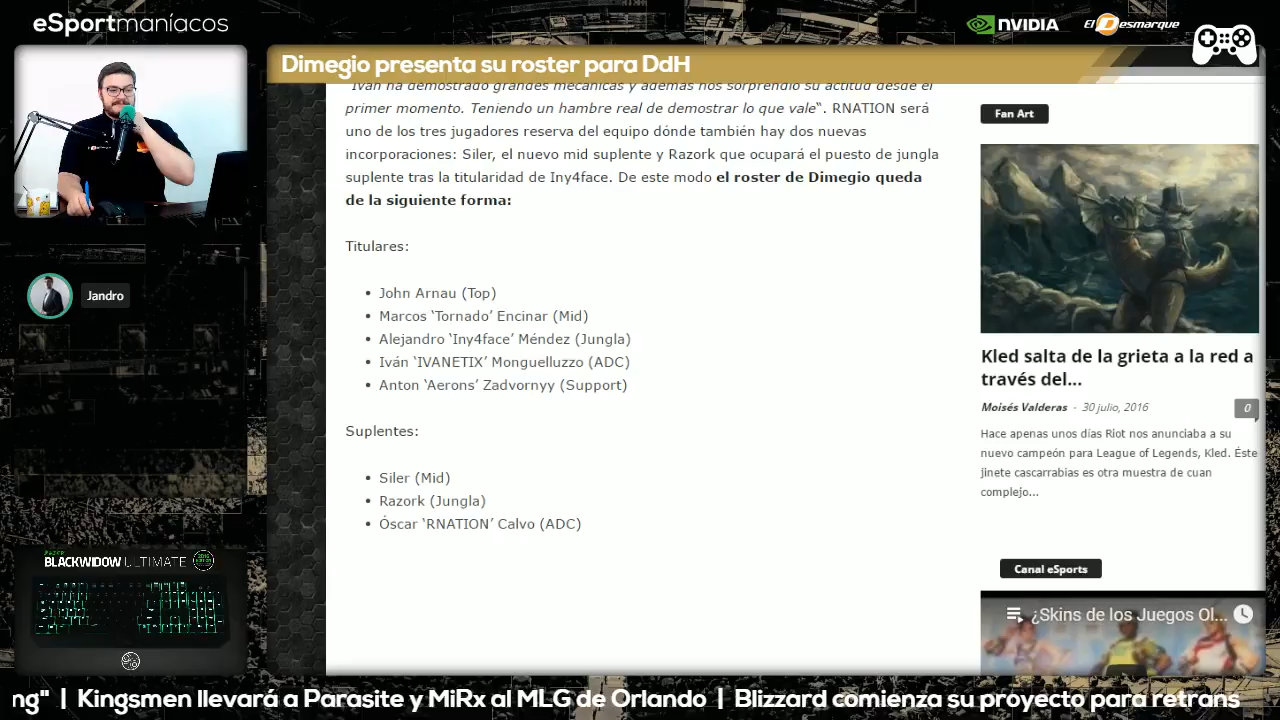 eSportmaníacos
NVIDIA
ElDesmarque
Dimegio presenta su roster para DdH
"Iván ha demostrado grandes mecánicas y además nos sorprendió su actitud desde el
primer momento. Teniendo un hambre real de demostrar lo que vale“. RNATION será
uno de los tres jugadores reserva del equipo dónde también hay dos nuevas
incorporaciones: Siler, el nuevo mid suplente y Razork que ocupará el puesto de jungla
suplente tras la titularidad de Iny4face. De este modo el roster de Dimegio queda
de la siguiente forma:
Titulares:
• John Arnau (Top)
• Marcos ‘Tornado’ Encinar (Mid)
• Alejandro ‘Iny4face’ Méndez (Jungla)
• Iván ‘IVANETIX’ Monguelluzzo (ADC)
• Anton ‘Aerons’ Zadvornyy (Support)
Suplentes:
• Siler (Mid)
• Razork (Jungla)
• Óscar ‘RNATION’ Calvo (ADC)
Fan Art
Kled salta de la grieta a la red a
través del...
Moisés Valderas - 30 julio, 2016
0
Hace apenas unos días Riot nos anunciaba a su
nuevo campeón para League of Legends, Kled. Éste
jinete cascarrabias es otra muestra de cuan
complejo...
Canal eSports
¿Skins de los Juegos Ol...
Jandro
RAZER
BLACKWIDOW ULTIMATE
ng" | Kingsmen llevará a Parasite y MiRx al MLG de Orlando | Blizzard comienza su proyecto para retrans